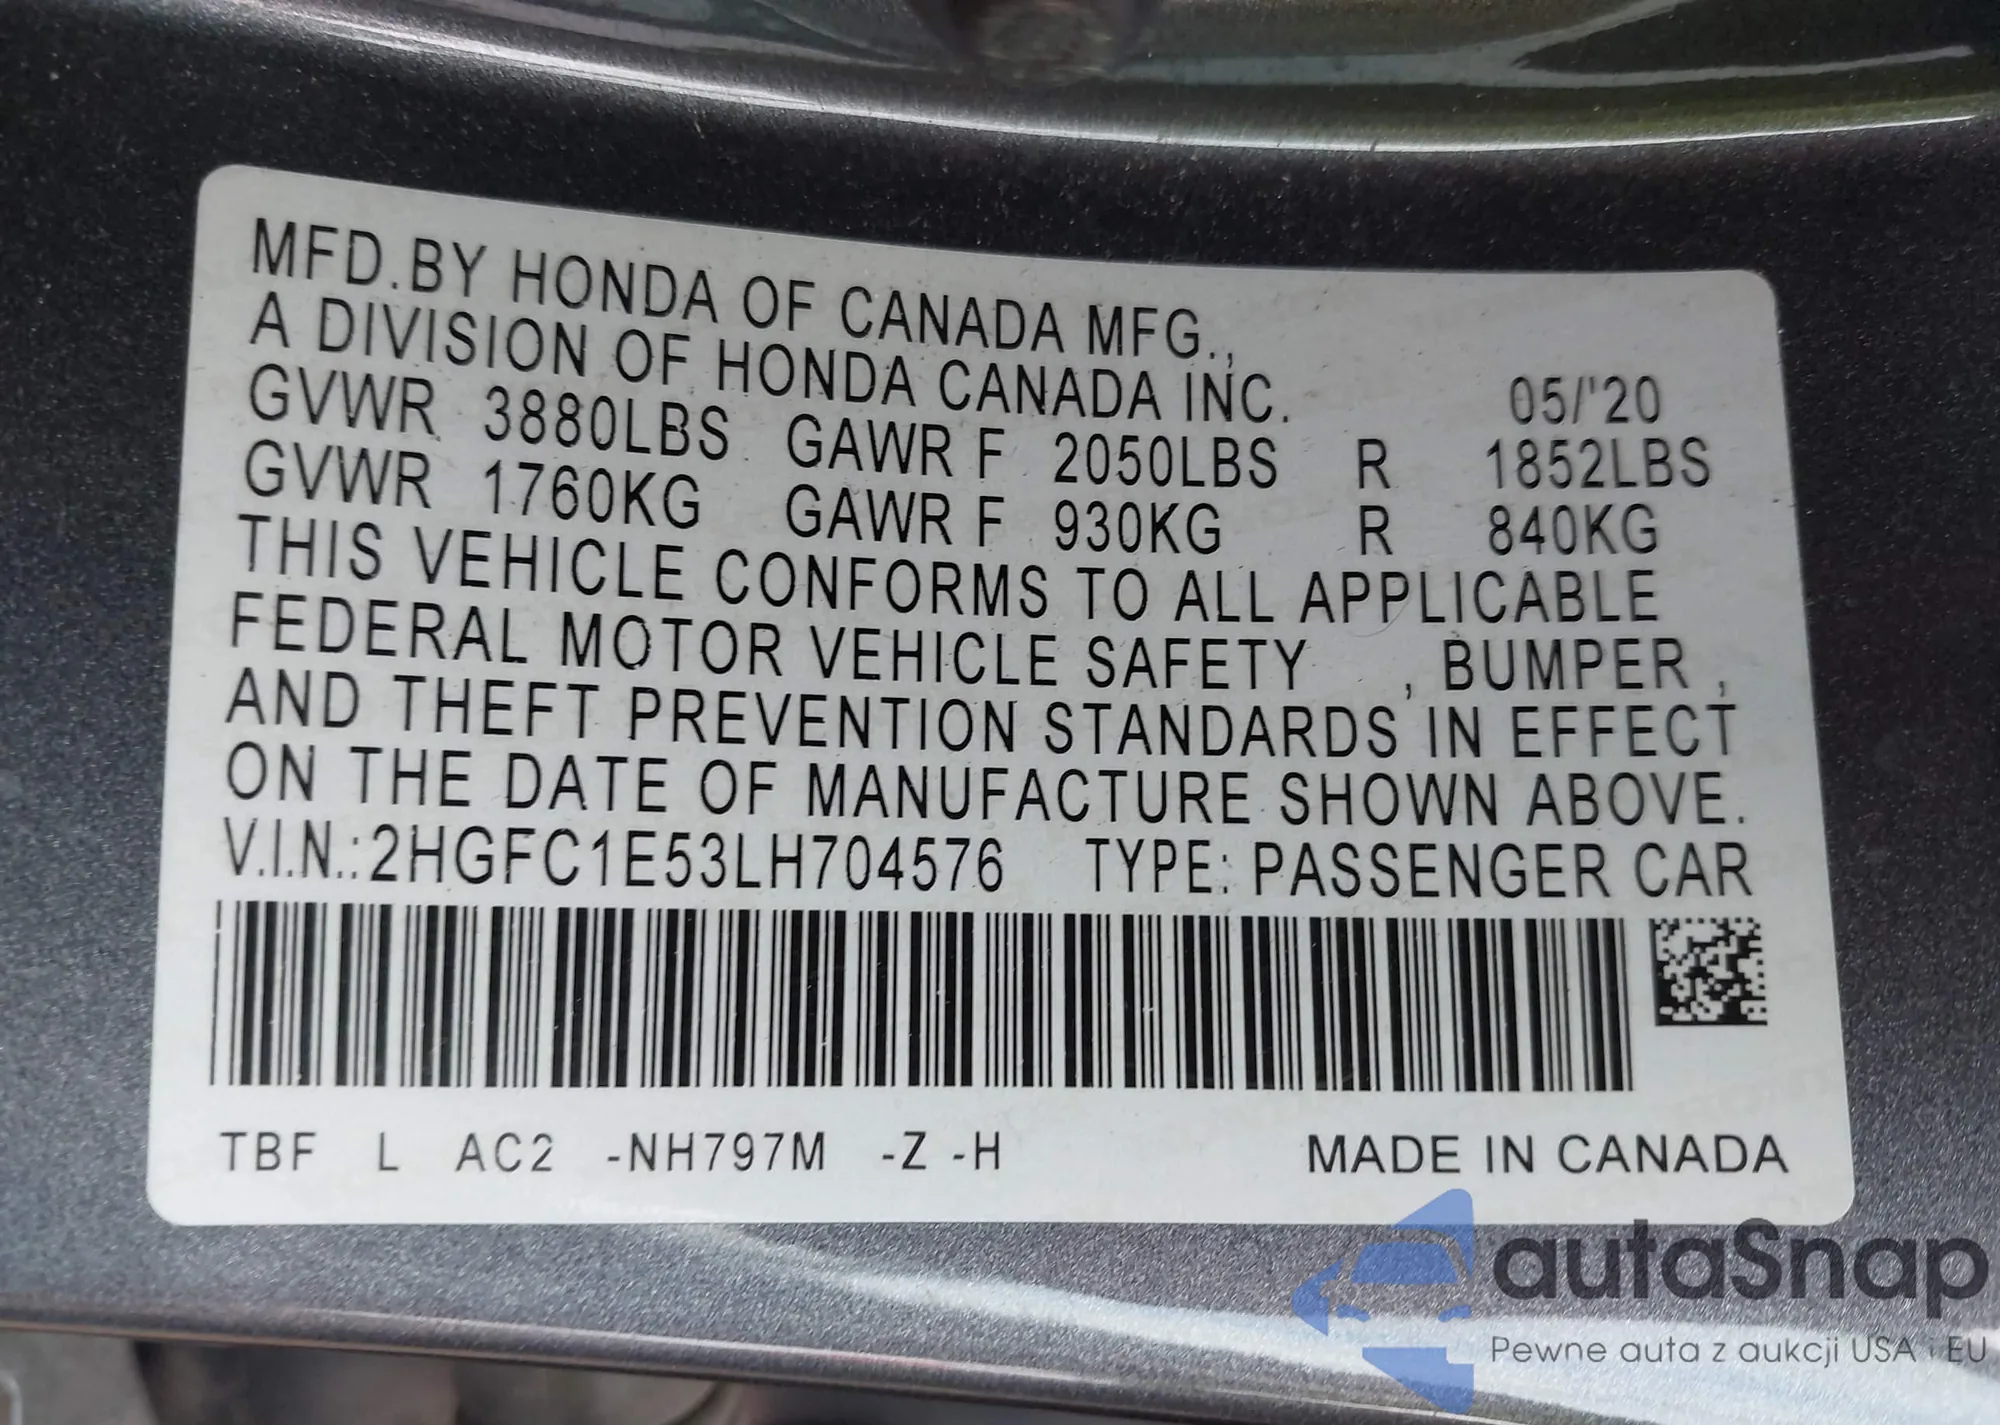 MFD.BY HONDA OF CANADA MFG.,
A DIVISION OF HONDA CANADA INC. 05/'20
GVWR 3880LBS GAWR F 2050LBS R 1852LBS
GVWR 1760KG GAWR F 930KG R 840KG
THIS VEHICLE CONFORMS TO ALL APPLICABLE
FEDERAL MOTOR VEHICLE SAFETY , BUMPER ,
AND THEFT PREVENTION STANDARDS IN EFFECT
ON THE DATE OF MANUFACTURE SHOWN ABOVE.
V.I.N.:2HGFC1E53LH704576 TYPE: PASSENGER CAR
TBF L AC2 -NH797M -Z -H MADE IN CANADA
autaSnap
Pewne auta z aukcji USA i EU